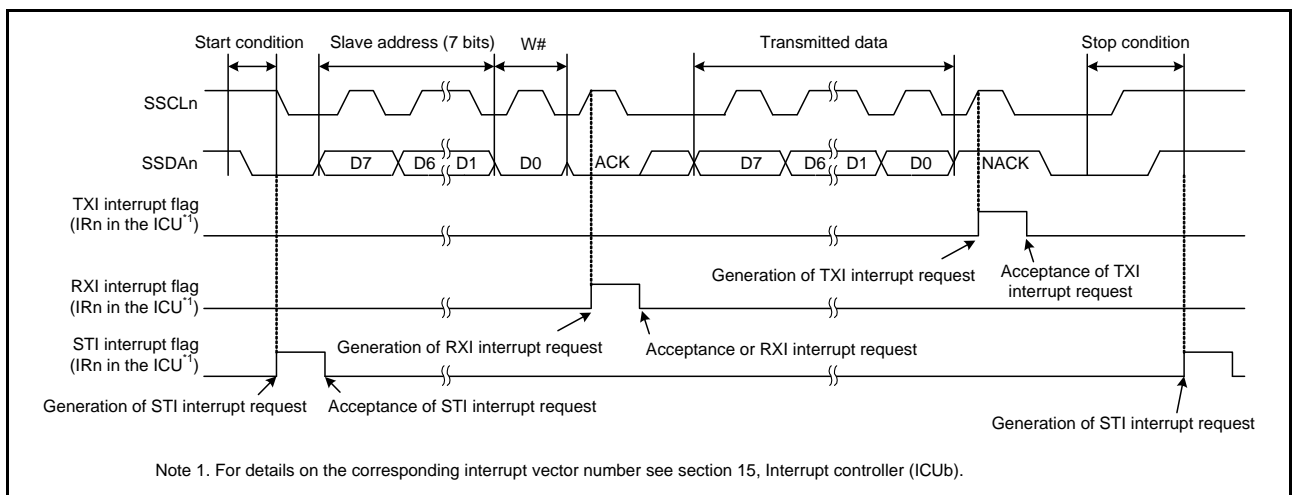 Start condition
Slave address (7 bits)
W#
Transmitted data
Stop condition
SSCLn
SSDAn
D7
D6
D1
D0
ACK
D7
D6
D1
D0
NACK
TXI interrupt flag
(IRn in the ICU*1)
Generation of TXI interrupt request
Acceptance of TXI
interrupt request
RXI interrupt flag
(IRn in the ICU*1)
Generation of RXI interrupt request
Acceptance or RXI interrupt request
STI interrupt flag
(IRn in the ICU*1)
Generation of STI interrupt request
Acceptance of STI interrupt request
Generation of STI interrupt request
Note 1. For details on the corresponding interrupt vector number see section 15, Interrupt controller (ICUb).